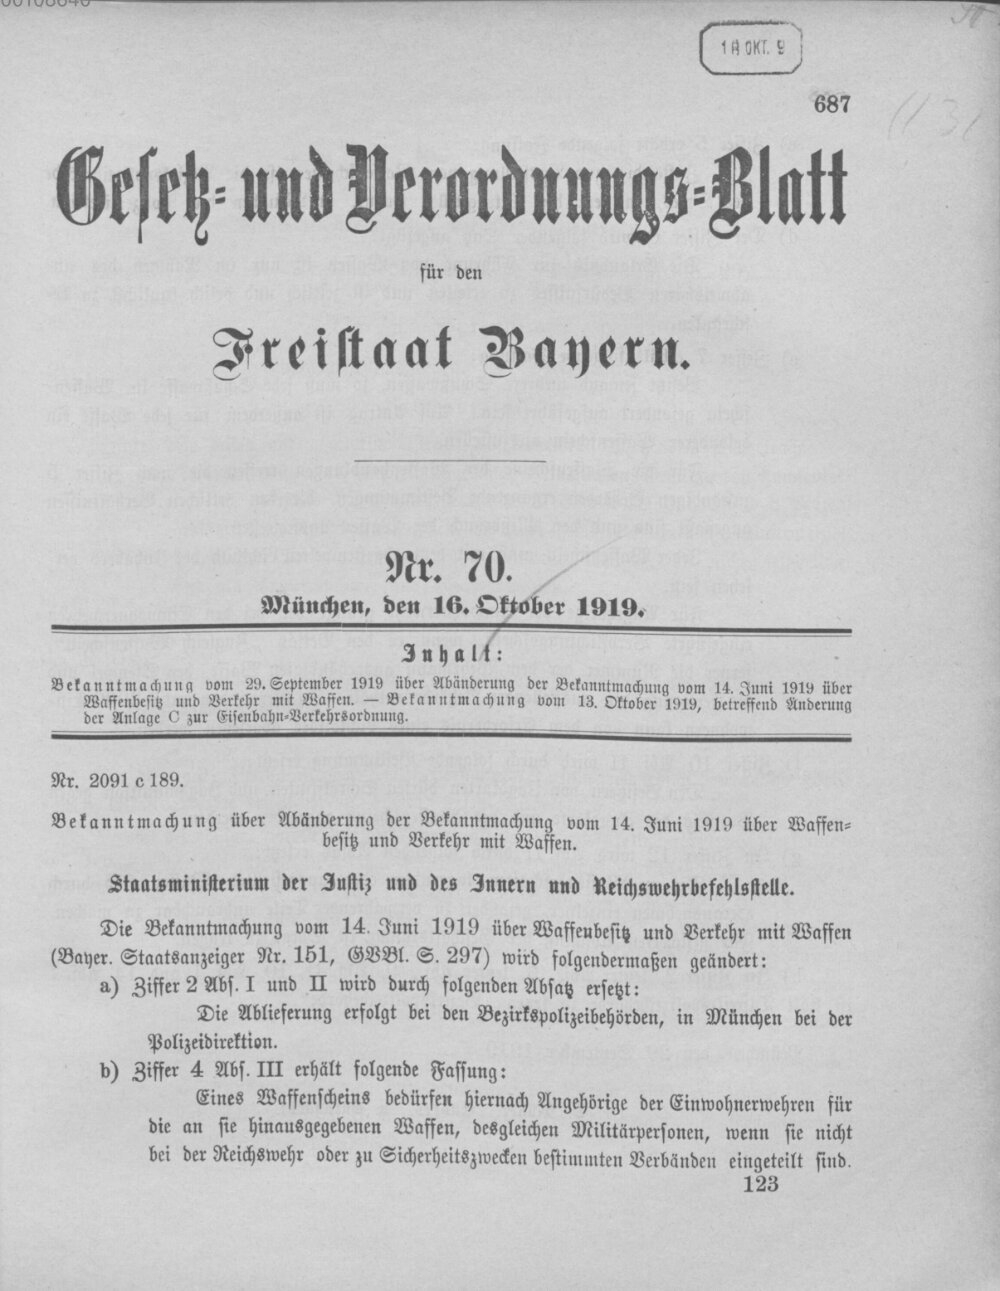 00108840
18 OKT. 9
687
Gesetz- und Verordnungs-Blatt
für den
Freistaat Bayern.
Nr. 70.
München, den 16. Oktober 1919.
Inhalt:
Bekanntmachung vom 29. September 1919 über Abänderung der Bekanntmachung vom 14. Juni 1919 über
Waffenbesitz und Verkehr mit Waffen. — Bekanntmachung vom 13. Oktober 1919, betreffend Änderung
der Anlage C zur Eisenbahn-Verkehrsordnung.
Nr. 2091 c 189.
Bekanntmachung über Abänderung der Bekanntmachung vom 14. Juni 1919 über Waffen-
besitz und Verkehr mit Waffen.
Staatsministerium der Justiz und des Innern und Reichswehrbefehlsstelle.
Die Bekanntmachung vom 14. Juni 1919 über Waffenbesitz und Verkehr mit Waffen
(Bayer. Staatsanzeiger Nr. 151, GVBl. S. 297) wird folgendermaßen geändert:
a) Ziffer 2 Abs. I und II wird durch folgenden Absatz ersetzt:
Die Ablieferung erfolgt bei den Bezirkspolizeibehörden, in München bei der
Polizeidirektion.
b) Ziffer 4 Abs. III erhält folgende Fassung:
Eines Waffenscheins bedürfen hiernach Angehörige der Einwohnerwehren für
die an sie hinausgegebenen Waffen, desgleichen Militärpersonen, wenn sie nicht
bei der Reichswehr oder zu Sicherheitszwecken bestimmten Verbänden eingeteilt sind.
123